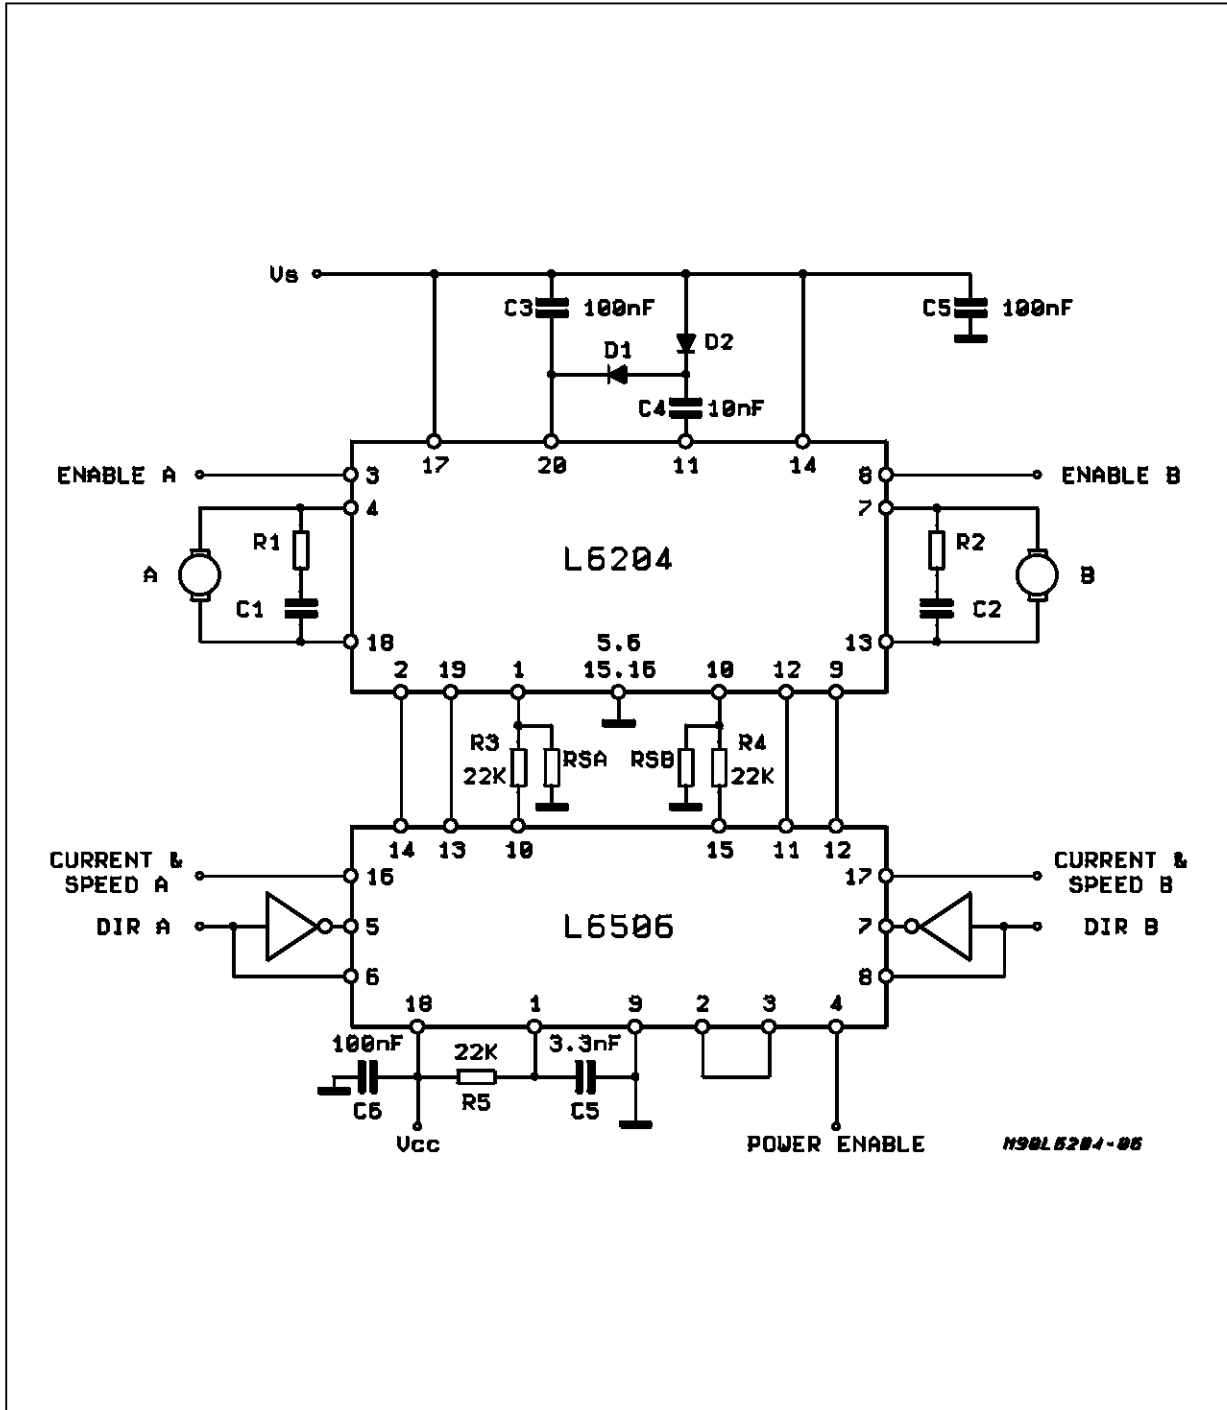 Vs
C3 100nF
C5 100nF
D1
D2
C4 10nF
17 20 11 14
ENABLE A
3
8
ENABLE B
4
7
R1
R2
A
L6204
B
C1
C2
18
5.6
13
2 19 1 15.16 10 12 9
R3
RSA
RSB
R4
22K
22K
14 13 10 15 11 12
CURRENT &
SPEED A
16
17
CURRENT &
SPEED B
DIR A
5
L6506
7
DIR B
6
8
18 1 9 2 3 4
100nF
22K
3.3nF
C6
R5
C5
Vcc
POWER ENABLE
M90L6204-06